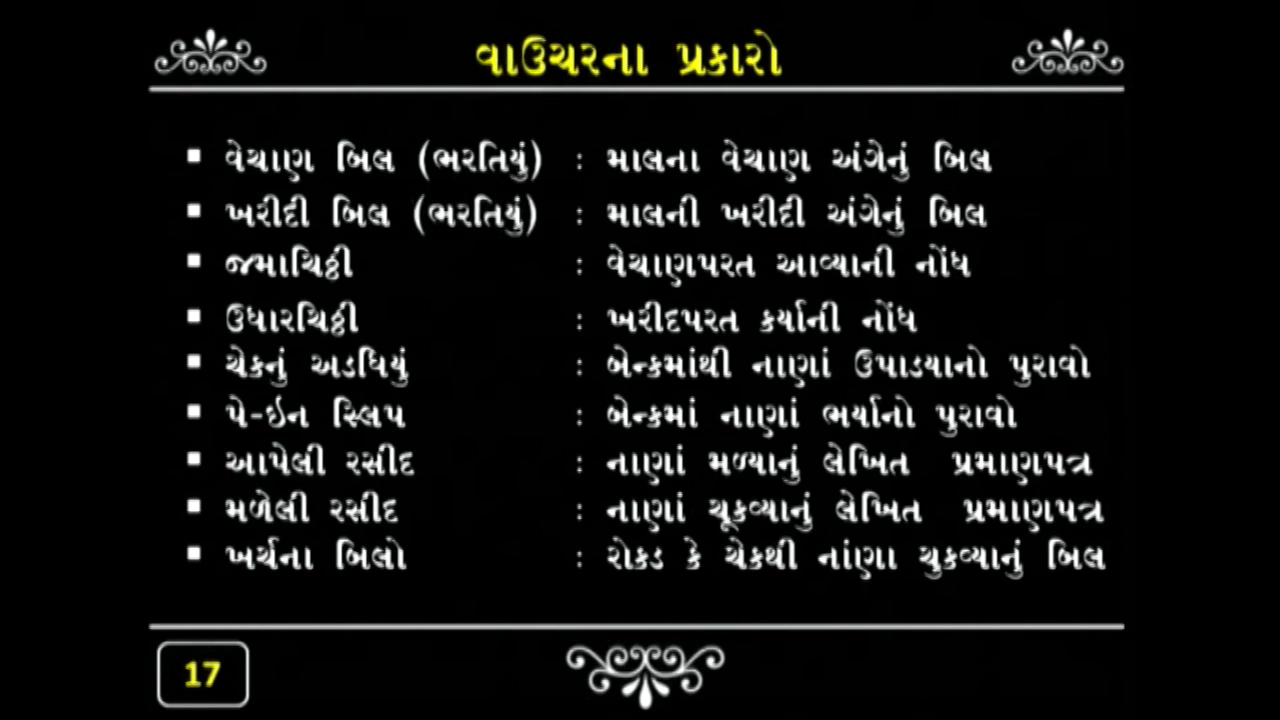 વાઉચરના પ્રકારો
▪ વેચાણ બિલ (ભરતિયું) : માલના વેચાણ અંગેનું બિલ
▪ ખરીદી બિલ (ભરતિયું) : માલની ખરીદી અંગેનું બિલ
▪ જમાચિઠ્ઠી : વેચાણપરત આવ્યાની નોંધ
▪ ઉધારચિઠ્ઠી : ખરીદપરત કર્યાની નોંધ
▪ ચેકનું અડધિયું : બેન્કમાંથી નાણાં ઉપાડયાનો પુરાવો
▪ પે-ઇન સ્લિપ : બેન્કમાં નાણાં ભર્યાનો પુરાવો
▪ આપેલી રસીદ : નાણાં મળ્યાનું લેખિત પ્રમાણપત્ર
▪ મળેલી રસીદ : નાણાં ચૂકવ્યાનું લેખિત પ્રમાણપત્ર
▪ ખર્ચના બિલો : રોકડ કે ચેકથી નાંણા ચુકવ્યાનું બિલ
17